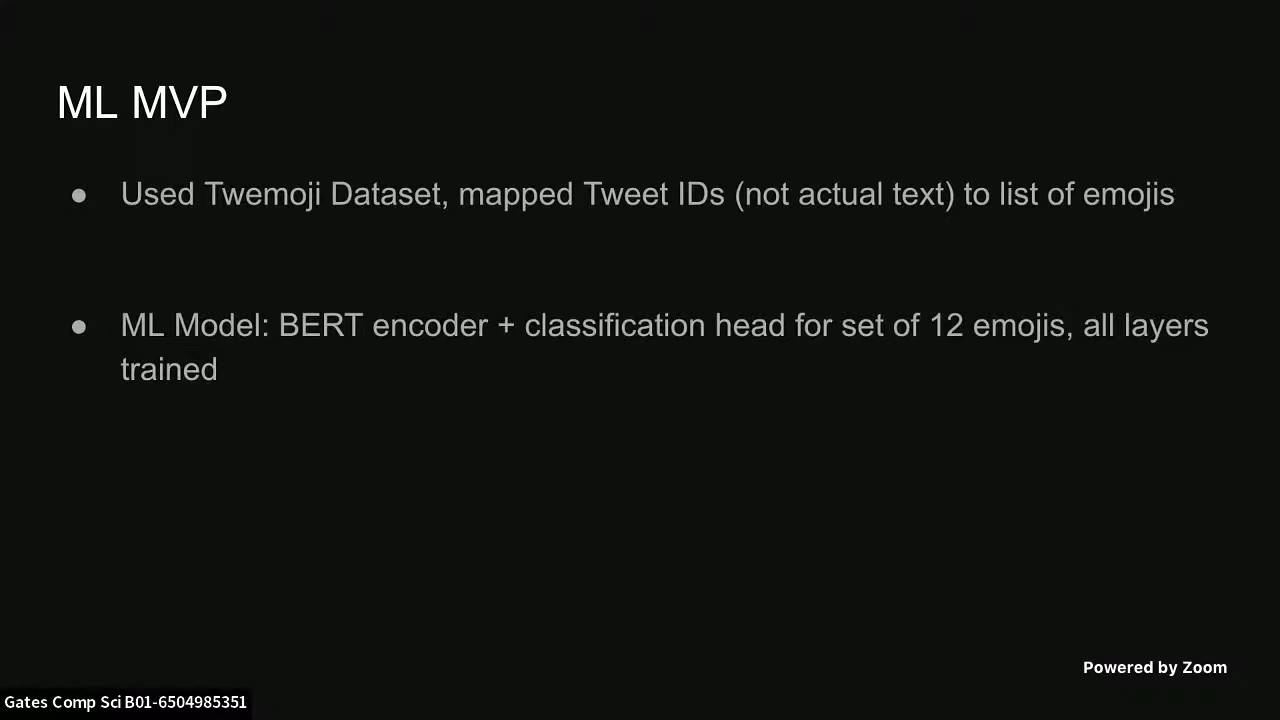 ML MVP
● Used Twemoji Dataset, mapped Tweet IDs (not actual text) to list of emojis
● ML Model: BERT encoder + classification head for set of 12 emojis, all layers
trained
Powered by Zoom
Gates Comp Sci B01-6504985351